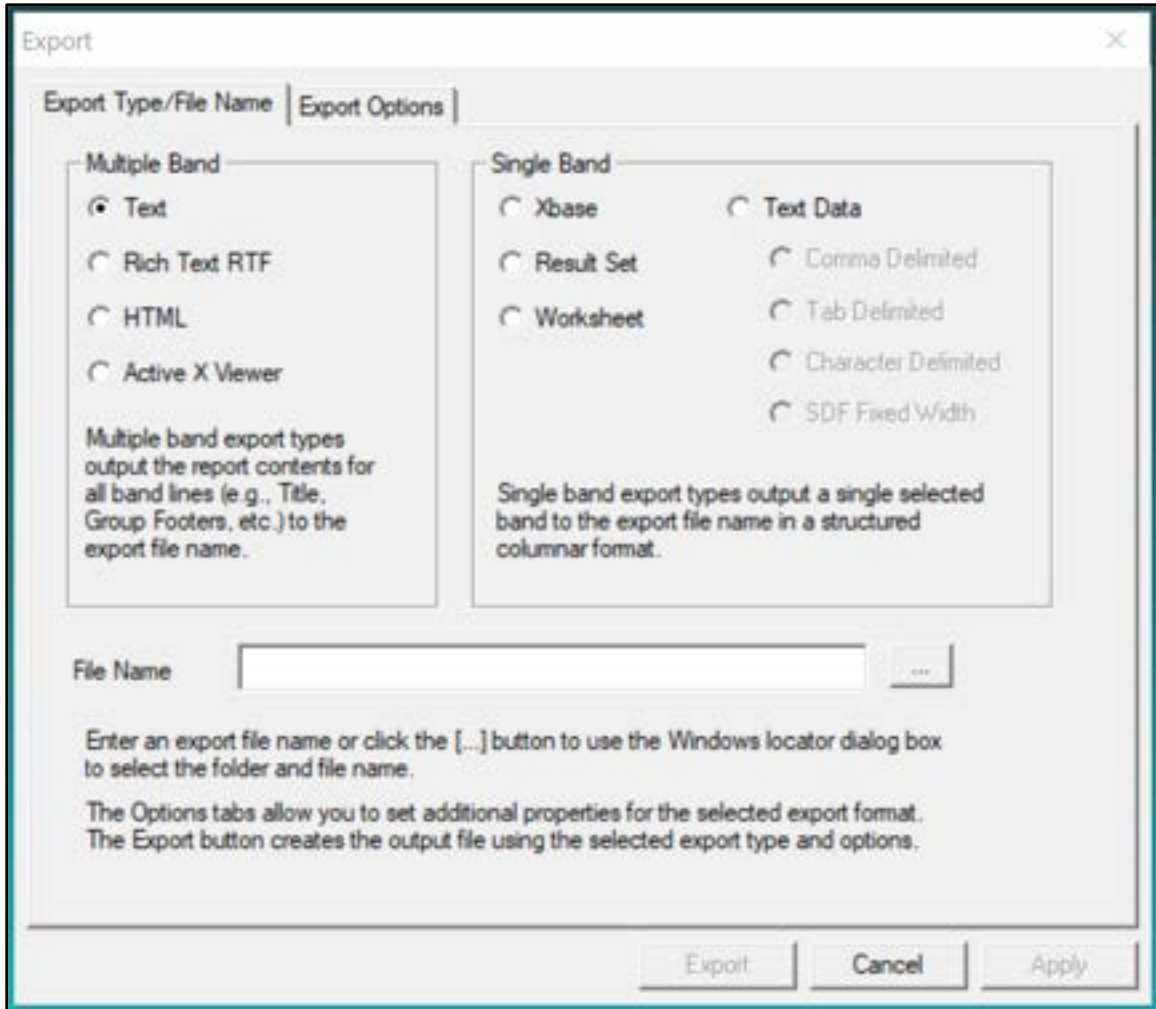 Export
Export Type/File Name
Export Options
Multiple Band
Text
Rich Text RTF
HTML
Active X Viewer
Multiple band export types
output the report contents for
all band lines (e.g., Title,
Group Footers, etc.) to the
export file name.
Single Band
Xbase
Result Set
Worksheet
Text Data
Comma Delimited
Tab Delimited
Character Delimited
SDF Fixed Width
Single band export types output a single selected
band to the export file name in a structured
columnar format.
File Name
...
Enter an export file name or click the [...] button to use the Windows locator dialog box
to select the folder and file name.
The Options tabs allow you to set additional properties for the selected export format.
The Export button creates the output file using the selected export type and options.
Export
Cancel
Apply